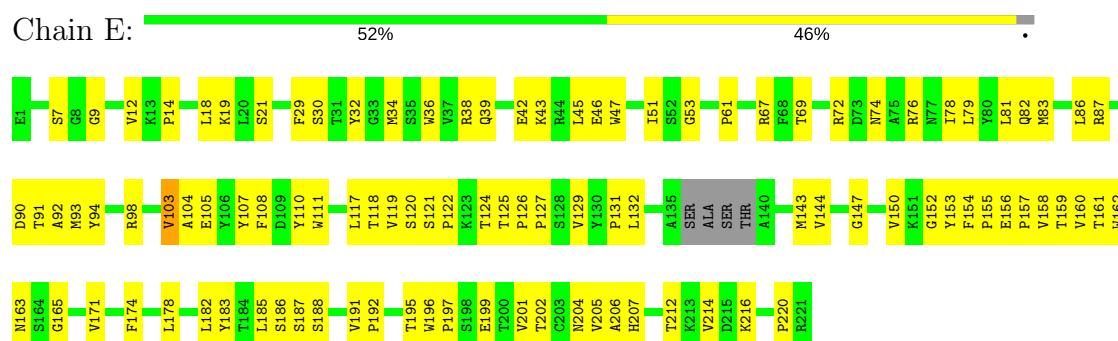 Chain E:
52% 46% •
E1 S7 G8 G9 V12 K13 P14 L18 K19 L20 S21 F29 S30 T31 Y32 G33 M34 S35 W36 V37 R38 Q39 E42 K43 R44 L45 E46 W47 I51 S52 G53 P61 R67 F68 T69 R72 D73 N74 A75 R76 N77 I78 L79 Y80 L81 Q82 M83 L86 R87
D90 T91 A92 M93 Y94 R98 V103 A104 E105 Y106 Y107 F108 D109 Y110 W111 L117 T118 V119 S120 S121 P122 K123 T124 T125 P126 P127 S128 V129 Y130 P131 L132 A135 SER ALA SER THR A140 M143 V144 G147 V150 K151 G152 Y153 F154 P155 E156 P157 V158 T159 V160 T161 W162
N163 S164 G165 V171 F174 L178 L182 Y183 T184 L185 S186 S187 S188 V191 P192 T195 W196 P197 S198 E199 T200 V201 T202 C203 N204 V205 A206 H207 T212 K213 V214 D215 K216 P220 R221